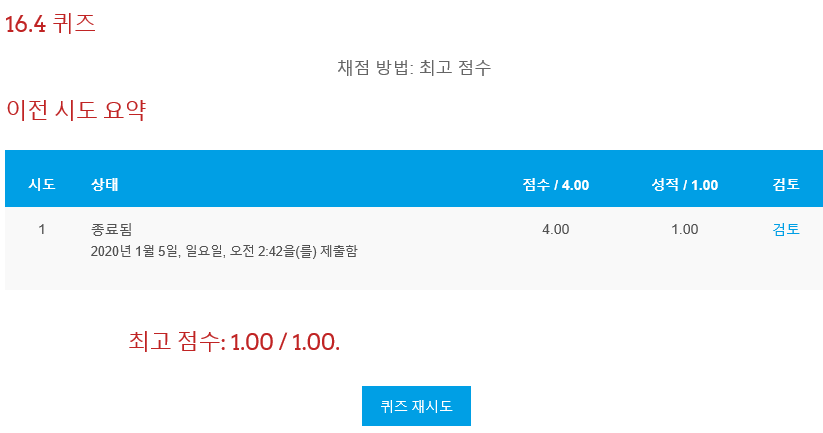 16.4 퀴즈
채점 방법: 최고 점수
이전 시도 요약
시도 상태 점수 / 4.00 성적 / 1.00 검토
1 종료됨 4.00 1.00 검토
2020년 1월 5일, 일요일, 오전 2:42을(를) 제출함
최고 점수: 1.00 / 1.00.
퀴즈 재시도